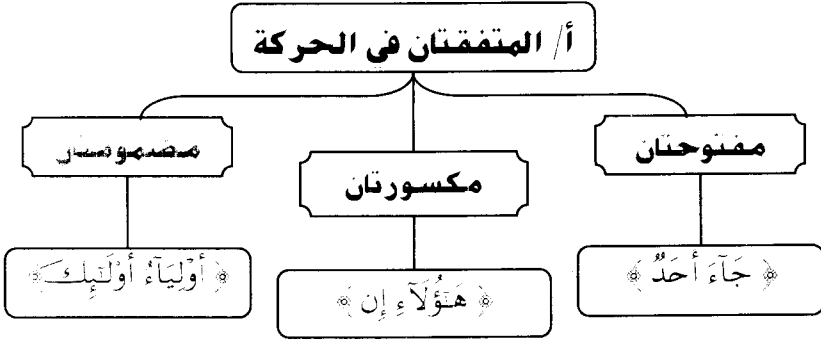 أ/ المتفقتان في الحركة
مفتوحتان
مكسورتان
مضمومتان
﴿ جَآءَ أَحَدٌ ﴾
﴿ هَـٰٓؤُلَآءِ إِن ﴾
﴿ أَوْلِيَآءُ أُوْلَـٰٓئِكَ ﴾